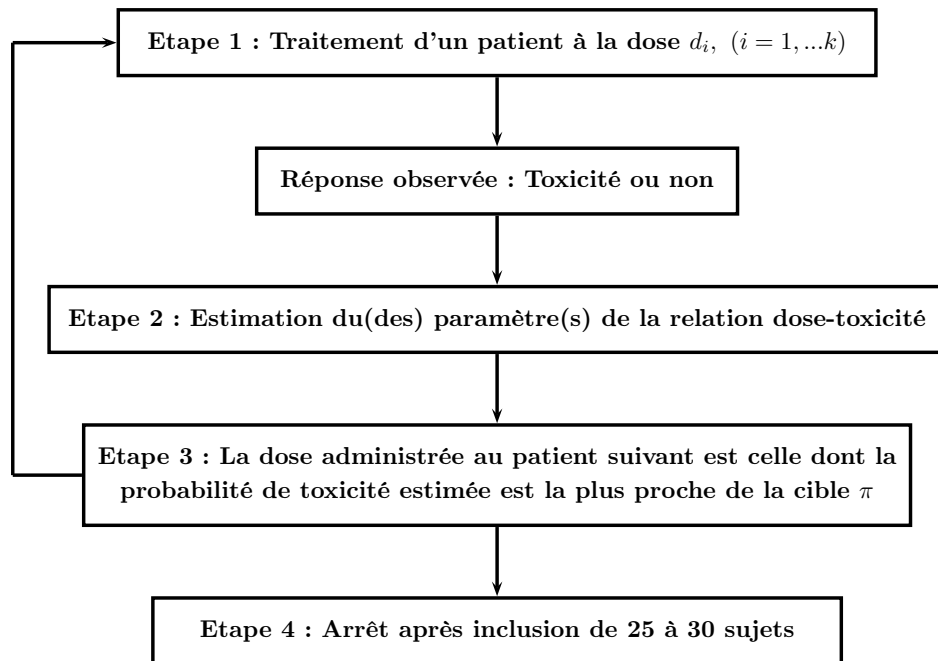 Etape 1 : Traitement d'un patient à la dose $d_i$, $(i = 1, ...k)$
Réponse observée : Toxicité ou non
Etape 2 : Estimation du(des) paramètre(s) de la relation dose-toxicité
Etape 3 : La dose administrée au patient suivant est celle dont la
probabilité de toxicité estimée est la plus proche de la cible π
Etape 4 : Arrêt après inclusion de 25 à 30 sujets